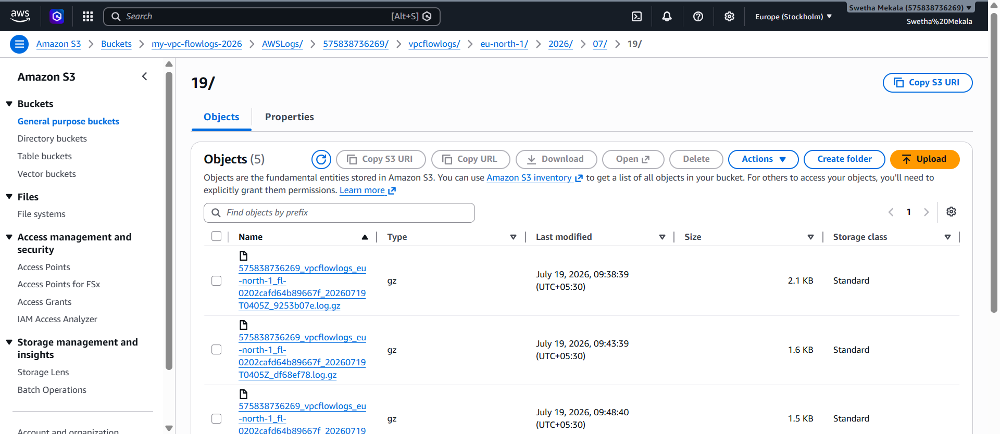 aws
Search
[Alt+S]
Europe (Stockholm)
Swetha Mekala (575838736269)
Swetha%20Mekala
Amazon S3
Buckets
my-vpc-flowlogs-2026
AWSLogs/
575838736269/
vpcflowlogs/
eu-north-1/
2026/
07/
19/
Amazon S3
Buckets
General purpose buckets
Directory buckets
Table buckets
Vector buckets
Files
File systems
Access management and
security
Access Points
Access Points for FSx
Access Grants
IAM Access Analyzer
Storage management and
insights
Storage Lens
Batch Operations
Account and organization
19/
Copy S3 URI
Objects
Properties
Objects (5)
Copy S3 URI
Copy URL
Download
Open
Delete
Actions
Create folder
Upload
Objects are the fundamental entities stored in Amazon S3. You can use Amazon S3 inventory to get a list of all objects in your bucket. For others to access your objects, you'll need to
explicitly grant them permissions. Learn more
Find objects by prefix
1
Name
Type
Last modified
Size
Storage class
575838736269_vpcflowlogs_eu
-north-1_fl-
0202cafd64b89667f_20260719
T0405Z_9253b07e.log.gz
gz
July 19, 2026, 09:38:39
(UTC+05:30)
2.1 KB
Standard
575838736269_vpcflowlogs_eu
-north-1_fl-
0202cafd64b89667f_20260719
T0405Z_df68ef78.log.gz
gz
July 19, 2026, 09:43:39
(UTC+05:30)
1.6 KB
Standard
575838736269_vpcflowlogs_eu
-north-1_fl-
0202cafd64b89667f_20260719
gz
July 19, 2026, 09:48:40
(UTC+05:30)
1.5 KB
Standard